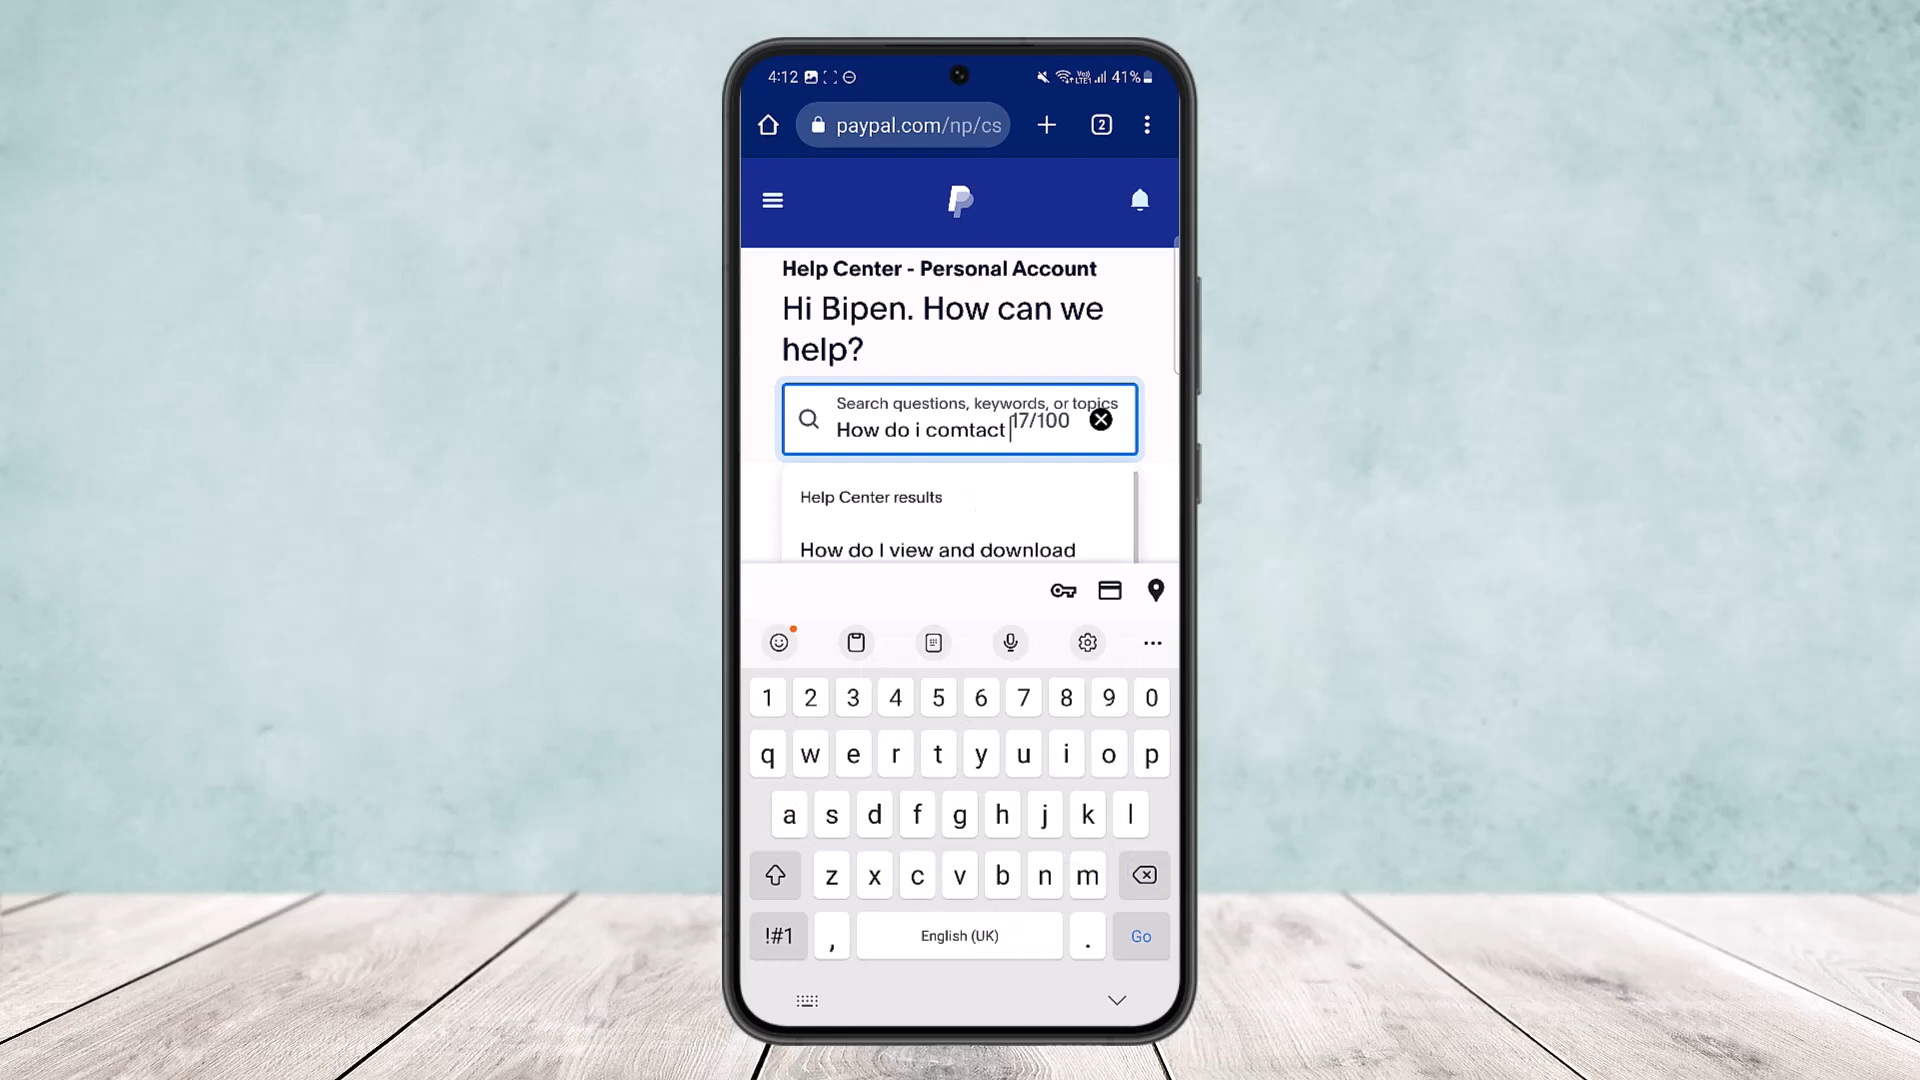 4:12 41%
paypal.com/np/cs 2
Help Center - Personal Account
Hi Bipen. How can we
help?
Search questions, keywords, or topics
How do i comtact 17/100
Help Center results
How do I view and download
1 2 3 4 5 6 7 8 9 0
q w e r t y u i o p
a s d f g h j k l
z x c v b n m
!#1 , English (UK) . Go